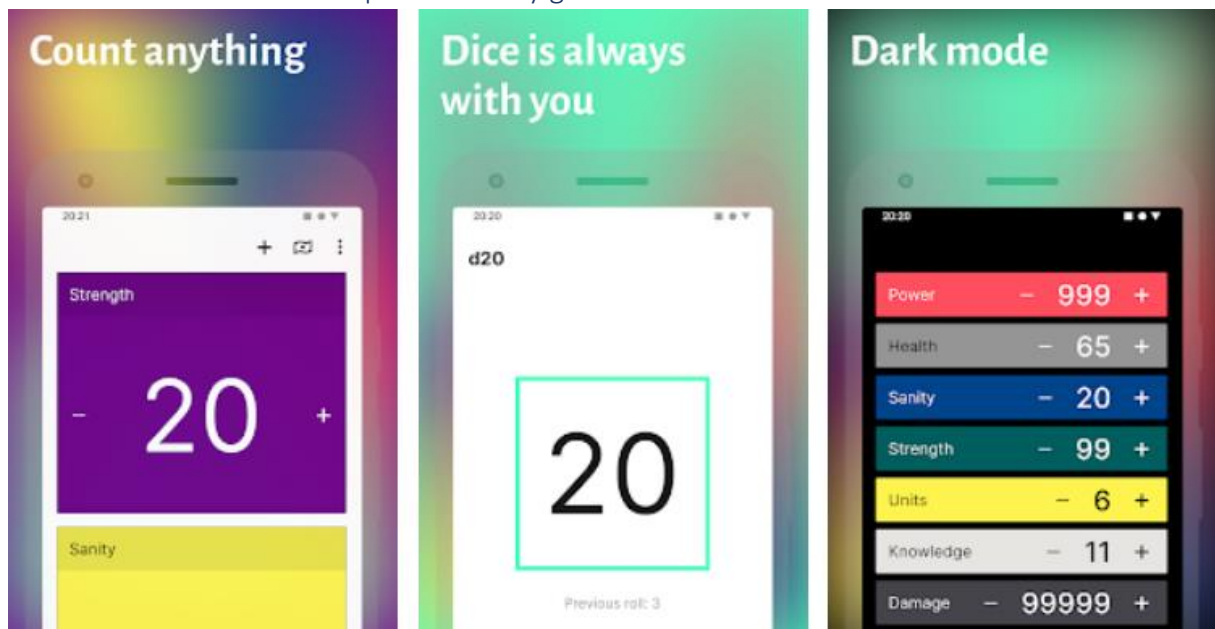 Count anything
20:21
Strength
− 20 +
Sanity
Dice is always
with you
20:20
d20
20
Previous roll: 3
Dark mode
20:20
Power − 999 +
Health − 65 +
Sanity − 20 +
Strength − 99 +
Units − 6 +
Knowledge − 11 +
Damage − 99999 +